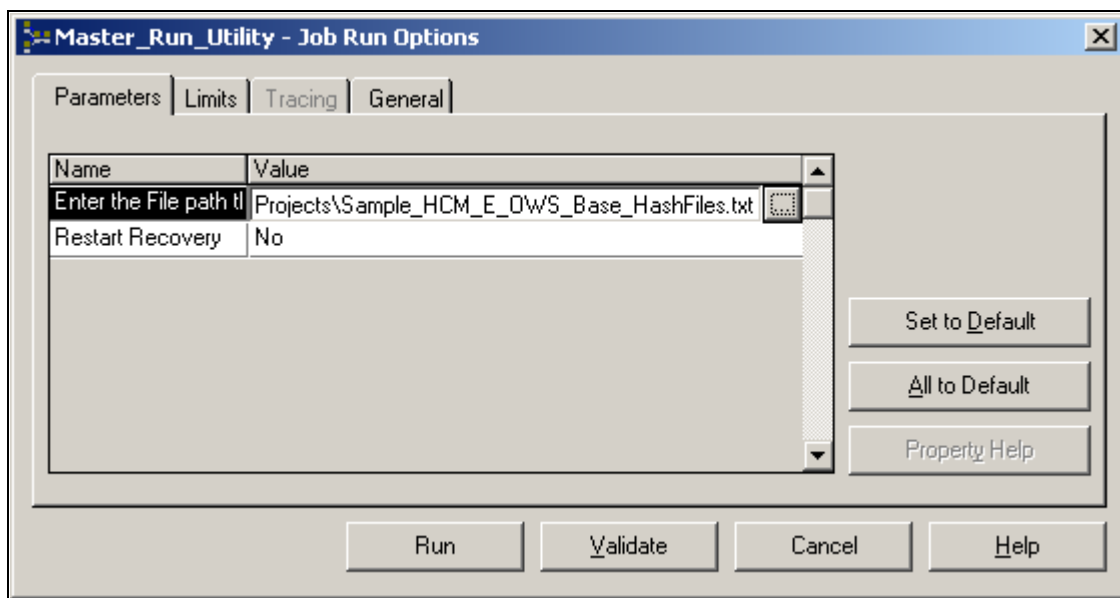 Master_Run_Utility - Job Run Options
Parameters Limits Tracing General
Name Value
Enter the File path Projects\Sample_HCM_E_OWS_Base_HashFiles.txt ...
Restart Recovery No
Set to Default
All to Default
Property Help
Run Validate Cancel Help